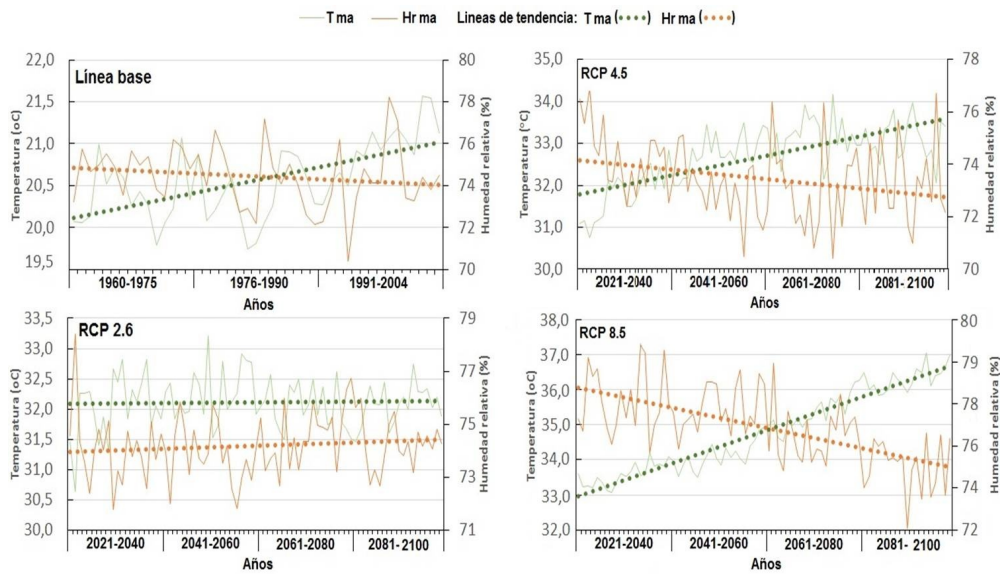 T ma Hr ma Lineas de tendencia: T ma ( ) Hr ma ( )
Línea base
Temperatura (oC)
22,0
21,5
21,0
20,5
20,0
19,5
80
78
76
74
72
70
Humedad relativa (%)
1960-1975 1976-1990 1991-2004
Años
RCP 4.5
Temperatura (°C)
35,0
34,0
33,0
32,0
31,0
30,0
78
76
74
72
70
Humedad relativa (%)
2021-2040 2041-2060 2061-2080 2081- 2100
Años
RCP 2.6
Temperatura (oC)
33,5
33,0
32,5
32,0
31,5
31,0
30,5
30,0
79
77
75
73
71
Humedad relativa (%)
2021-2040 2041-2060 2061-2080 2081- 2100
Años
RCP 8.5
Temperatura (oC)
38,0
37,0
36,0
35,0
34,0
33,0
32,0
80
78
76
74
72
Humedad relativa (%)
2021-2040 2041-2060 2061-2080 2081- 2100
Años